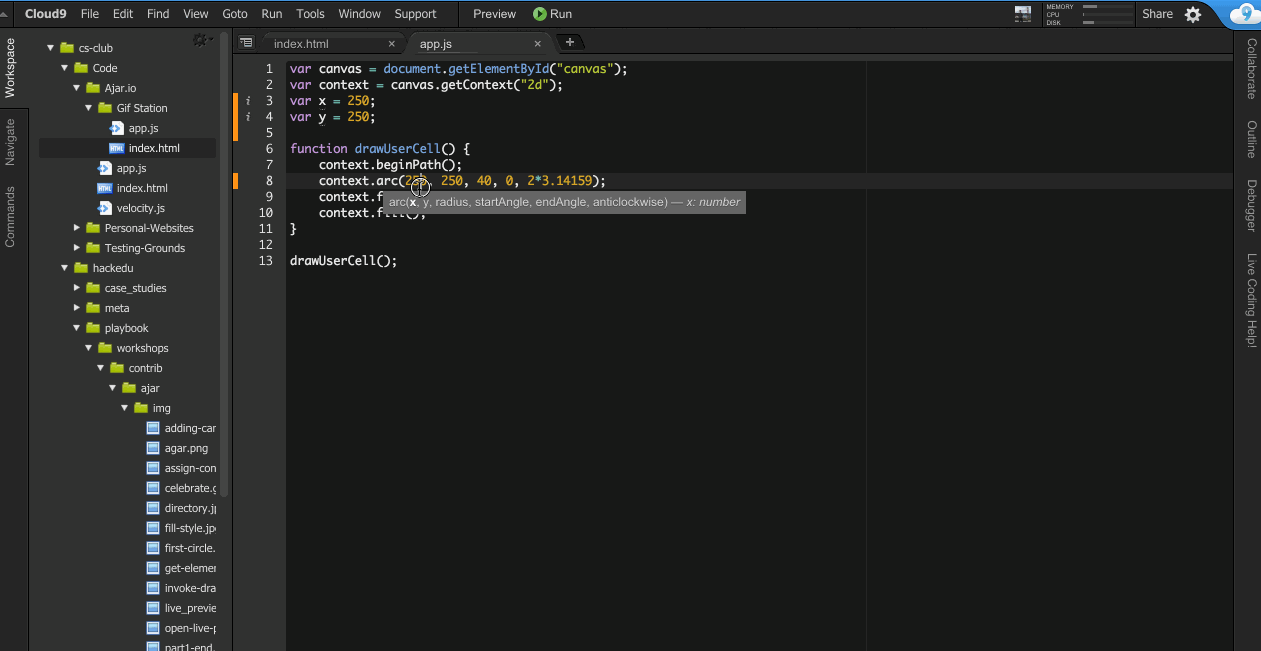 Cloud9 File Edit Find View Goto Run Tools Window Support Preview Run MEMORY CPU DISK Share
Workspace
Navigate
Commands
cs-club
Code
Ajar.io
Gif Station
app.js
index.html
app.js
index.html
velocity.js
Personal-Websites
Testing-Grounds
hackedu
case_studies
meta
playbook
workshops
contrib
ajar
img
adding-car
agar.png
assign-con
celebrate.g
directory.j
fill-style.jp
first-circle.
get-elemen
invoke-dra
live_previe
open-live-p
part1-end.
index.html × app.js × +
1 var canvas = document.getElementById("canvas");
2 var context = canvas.getContext("2d");
i 3 var x = 250;
i 4 var y = 250;
5
6 function drawUserCell() {
7 context.beginPath();
8 context.arc(250, 250, 40, 0, 2*3.14159);
9 context.f
arc(x, y, radius, startAngle, endAngle, anticlockwise) — x: number
10 context.fill();
11 }
12
13 drawUserCell();
Collaborate
Outline
Debugger
Live Coding Help!